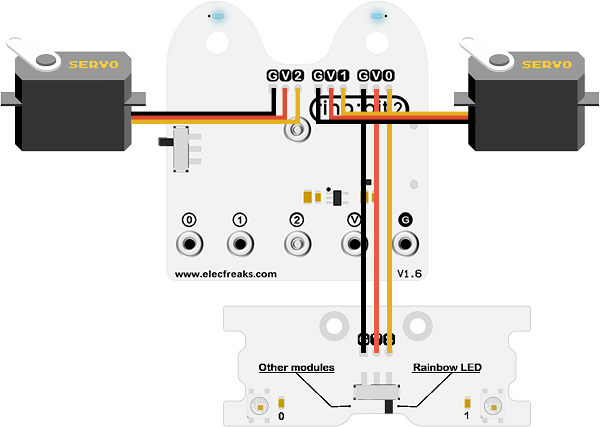 SERVO
SERVO
G V 2 G V 1 G V 0
ring:bit
0 1 2 V G
www.elecfreaks.com
V1.6
Other modules
Rainbow LED
0
1